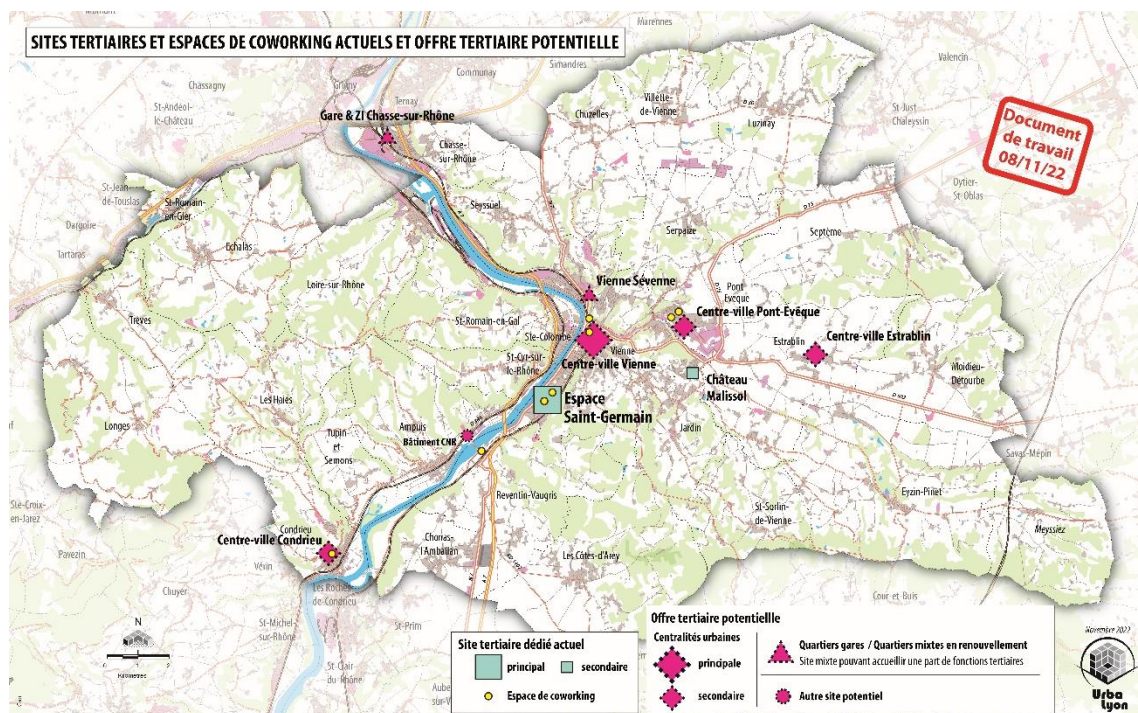 SITES TERTIAIRES ET ESPACES DE COWORKING ACTUELS ET OFFRE TERTIAIRE POTENTIELLE
Document
de travail
08/11/22
Marennes
Simandres
Communay
Chassagny
Grigny
Ternay
St-Andéol-
le-Château
Valencin
St-Just
Chaleyssin
Oytier-
St-Oblas
Gare & ZI Chasse-sur-Rhône
Chasse-
sur-Rhône
Chuzelles
Villette-
de-Vienne
Luzinay
Seyssuel
Serpaize
Septème
St-Jean-
de-Touslas
Dargoire
Tartaras
St-Romain-
en-Gier
Echalas
Loire-sur-Rhône
Trèves
Vienne Sévenne
Pont
Evêque
Centre-ville Pont-Evêque
St-Romain-en-Gal
Ste-Colombe
Vienne
Centre-ville Vienne
Estrablin
Centre-ville Estrablin
Moidieu-
Détourbe
St-Cyr-sur-
le-Rhône
Château
Malissol
Espace
Saint-Germain
Jardin
Les Haies
Longes
Ampuis
Bâtiment CNR
Tupin
et
Semons
Savas-Mépin
Ste-Croix-
en-Jarez
Pavezin
Reventin-Vaugris
St-Sorlin-
de-Vienne
Eyzin-Pinet
Meyssiez
Condrieu
Centre-ville Condrieu
Vérin
Chonas-
l'Amballan
Les Côtes-d'Arey
Les Roches-
de-Condrieu
Chuyer
St-Michel-
sur-Rhône
St-Prim
St-Clair
du-Rhône
Cour et Buis
N
Kilomètres
Site tertiaire dédié actuel
principal
secondaire
Espace de coworking
Offre tertiaire potentiellle
Centralités urbaines
principale
secondaire
Quartiers gares / Quartiers mixtes en renouvellement
Site mixte pouvant accueillir une part de fonctions tertiaires
Autre site potentiel
Novembre 2022
Urba
Lyon